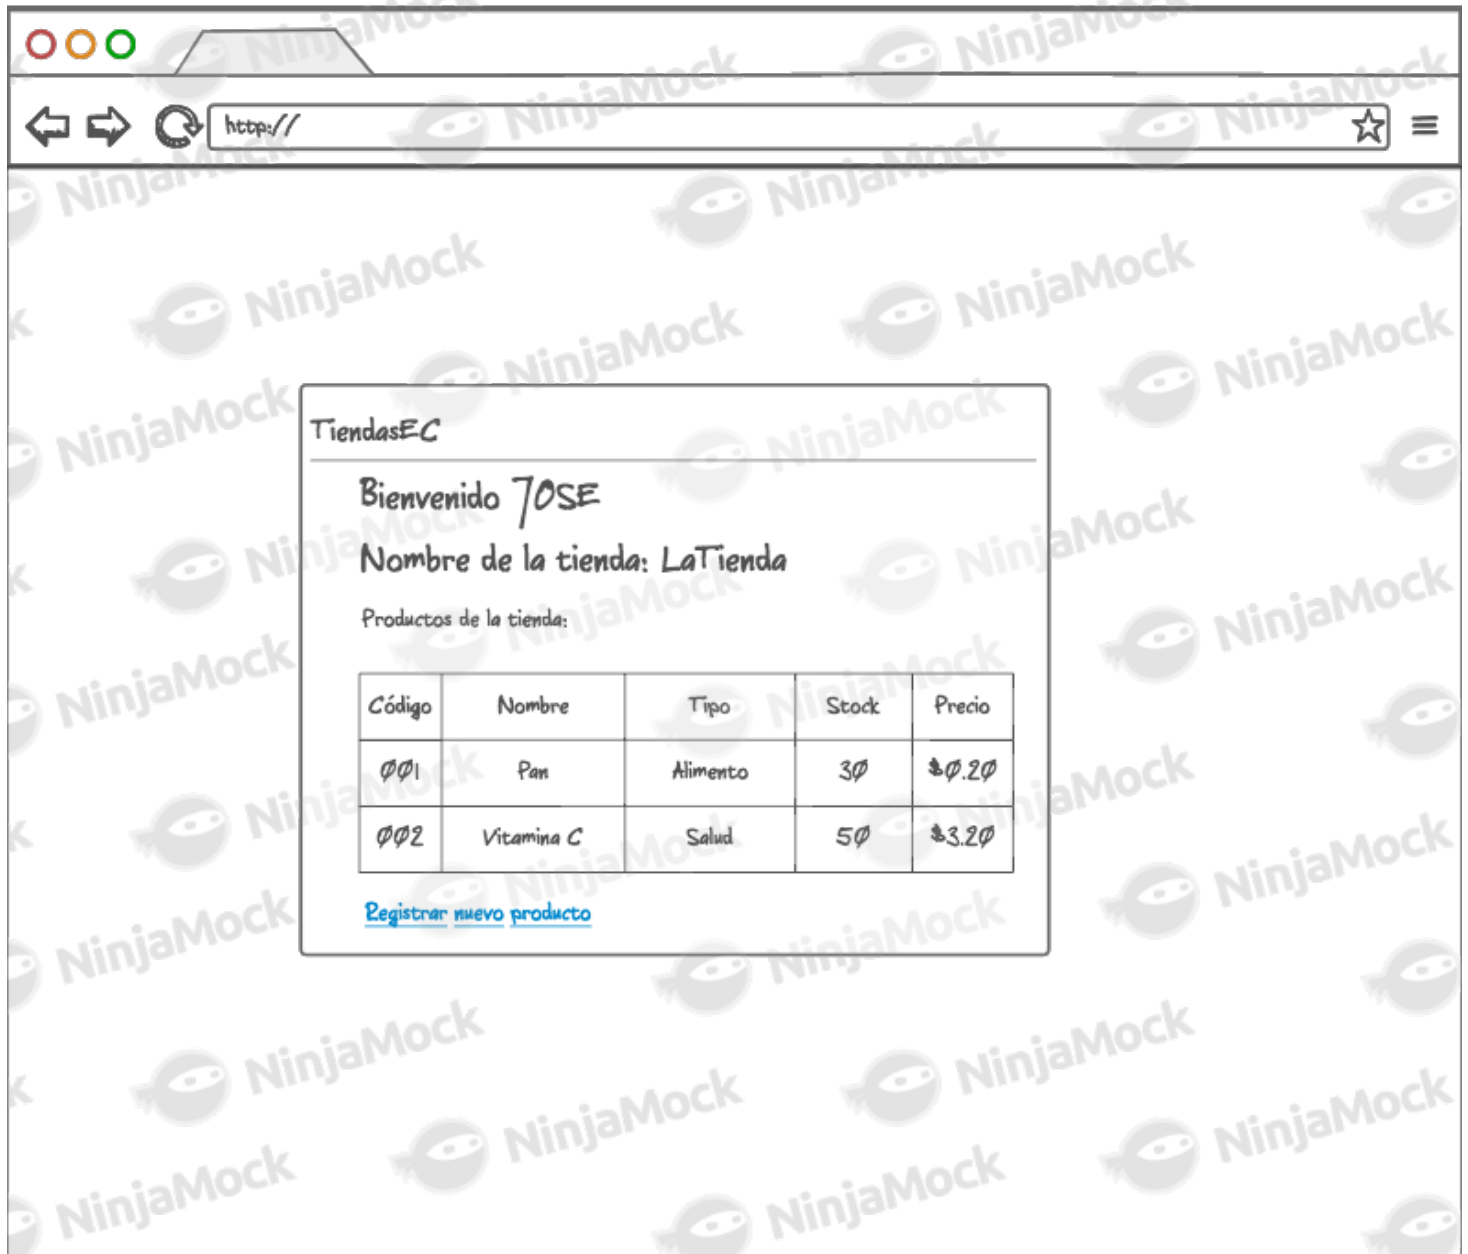 http://
TiendasEC
Bienvenido JOSE
Nombre de la tienda: LaTienda
Productos de la tienda:
Código Nombre Tipo Stock Precio
001 Pan Alimento 30 $0.20
002 Vitamina C Salud 50 $3.20
Registrar nuevo producto
NinjaMock